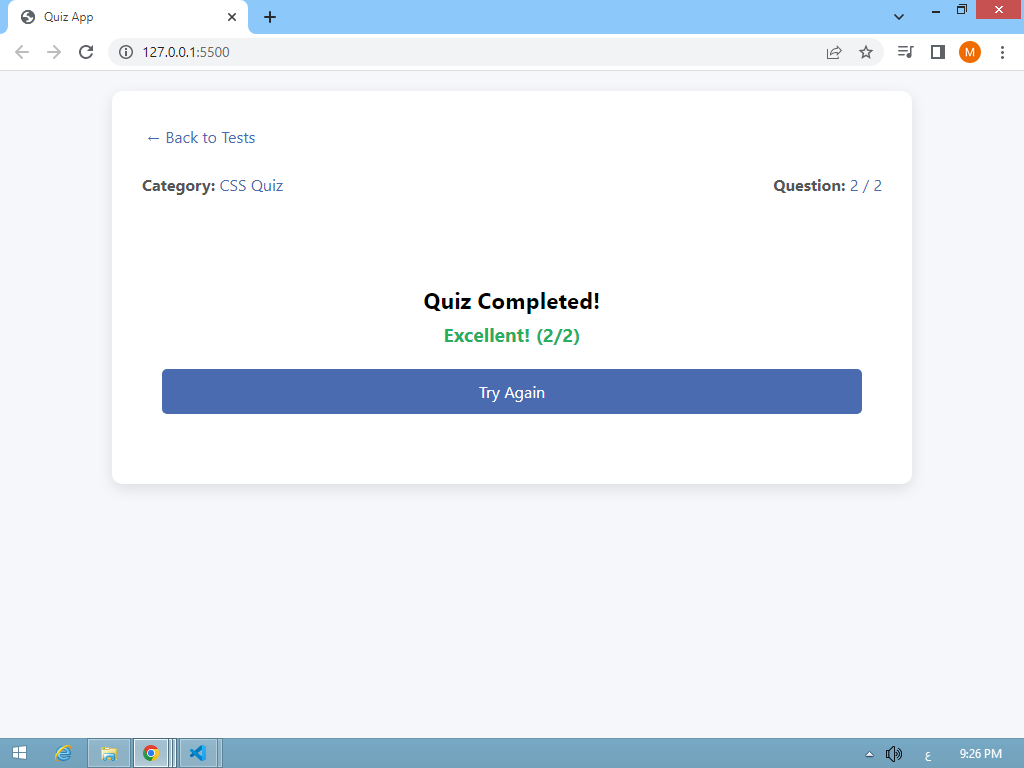 Quiz App
127.0.0.1:5500
M
← Back to Tests
Category: CSS Quiz
Question: 2 / 2
Quiz Completed!
Excellent! (2/2)
Try Again
ع
9:26 PM